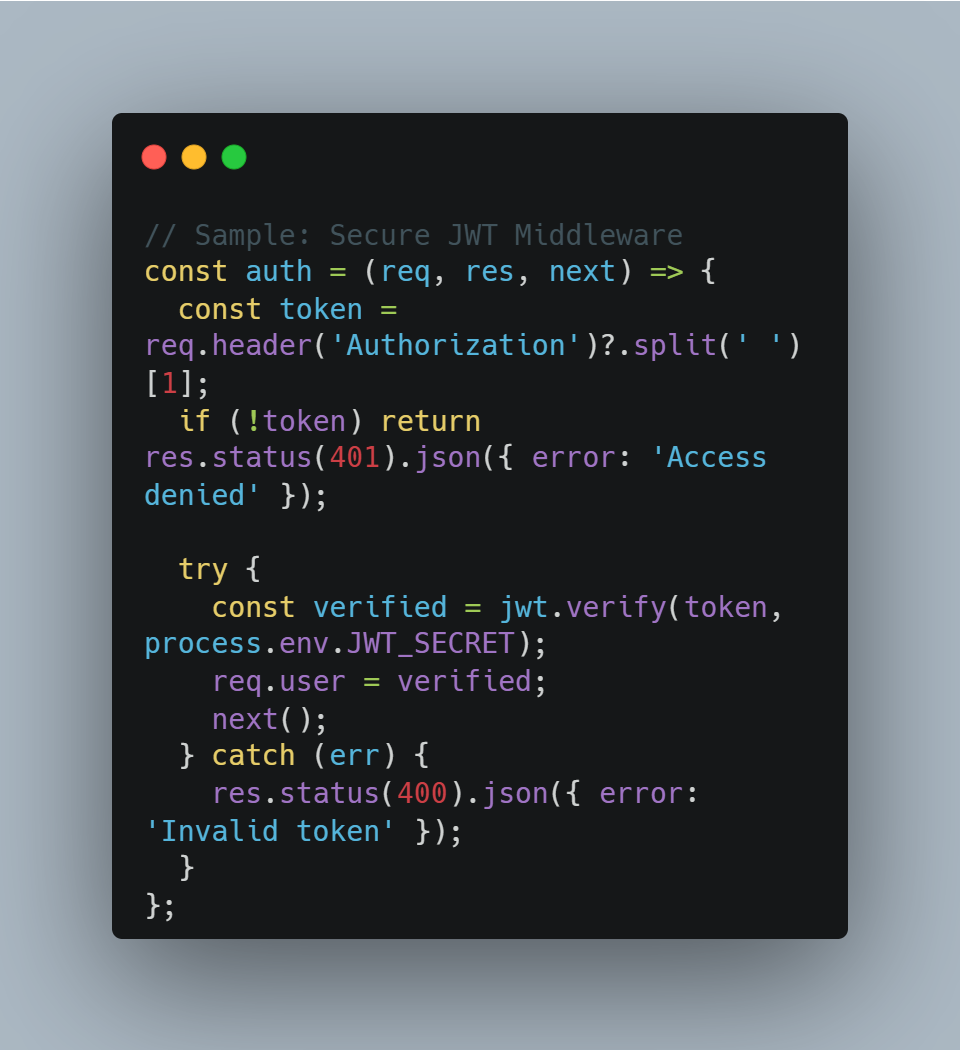 // Sample: Secure JWT Middleware
const auth = (req, res, next) => {
  const token =
req.header('Authorization')?.split(' ')
[1];
  if (!token) return
res.status(401).json({ error: 'Access
denied' });

  try {
    const verified = jwt.verify(token,
process.env.JWT_SECRET);
    req.user = verified;
    next();
  } catch (err) {
    res.status(400).json({ error:
'Invalid token' });
  }
};